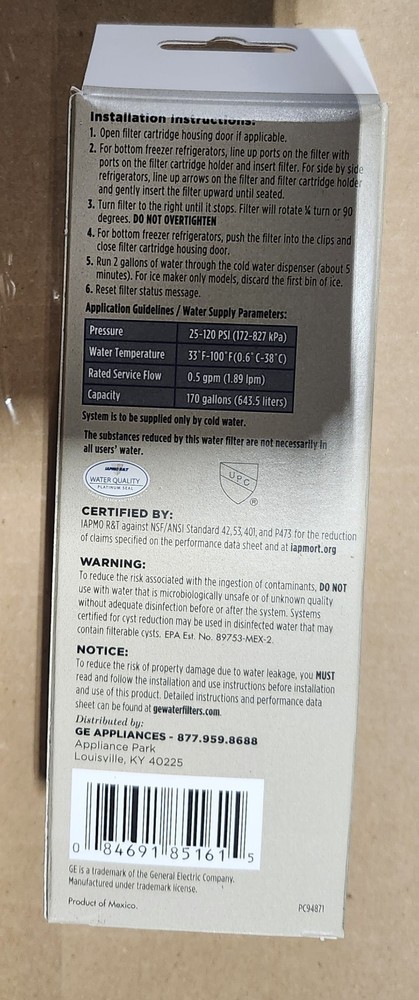 Installation Instructions:
1. Open filter cartridge housing door if applicable.
2. For bottom freezer refrigerators, line up ports on the filter with
ports on the filter cartridge holder and insert filter. For side by side
refrigerators, line up arrows on the filter and filter cartridge holder
and gently insert the filter upward until seated.
3. Turn filter to the right until it stops. Filter will rotate ¼ turn or 90
degrees. DO NOT OVERTIGHTEN
4. For bottom freezer refrigerators, push the filter into the clips and
close filter cartridge housing door.
5. Run 2 gallons of water through the cold water dispenser (about 5
minutes). For ice maker only models, discard the first bin of ice.
6. Reset filter status message.
Application Guidelines / Water Supply Parameters:
Pressure 25-120 PSI (172-827 kPa)
Water Temperature 33°F-100°F(0.6°C-38°C)
Rated Service Flow 0.5 gpm (1.89 lpm)
Capacity 170 gallons (643.5 liters)
System is to be supplied only by cold water.
The substances reduced by this water filter are not necessarily in
all users' water.
IAPMO R&T
WATER QUALITY
PLATINUM SEAL
UPC
®
CERTIFIED BY:
IAPMO R&T against NSF/ANSI Standard 42, 53, 401, and P473 for the reduction
of claims specified on the performance data sheet and at iapmort.org
WARNING:
To reduce the risk associated with the ingestion of contaminants, DO NOT
use with water that is microbiologically unsafe or of unknown quality
without adequate disinfection before or after the system. Systems
certified for cyst reduction may be used in disinfected water that may
contain filterable cysts. EPA Est. No. 89753-MEX-2.
NOTICE:
To reduce the risk of property damage due to water leakage, you MUST
read and follow the installation and use instructions before installation
and use of this product. Detailed instructions and performance data
sheet can be found at gewaterfilters.com.
Distributed by:
GE APPLIANCES - 877.959.8688
Appliance Park
Louisville, KY 40225
0 84691 85161 5
GE is a trademark of the General Electric Company.
Manufactured under trademark license.
Product of Mexico.
PC94871